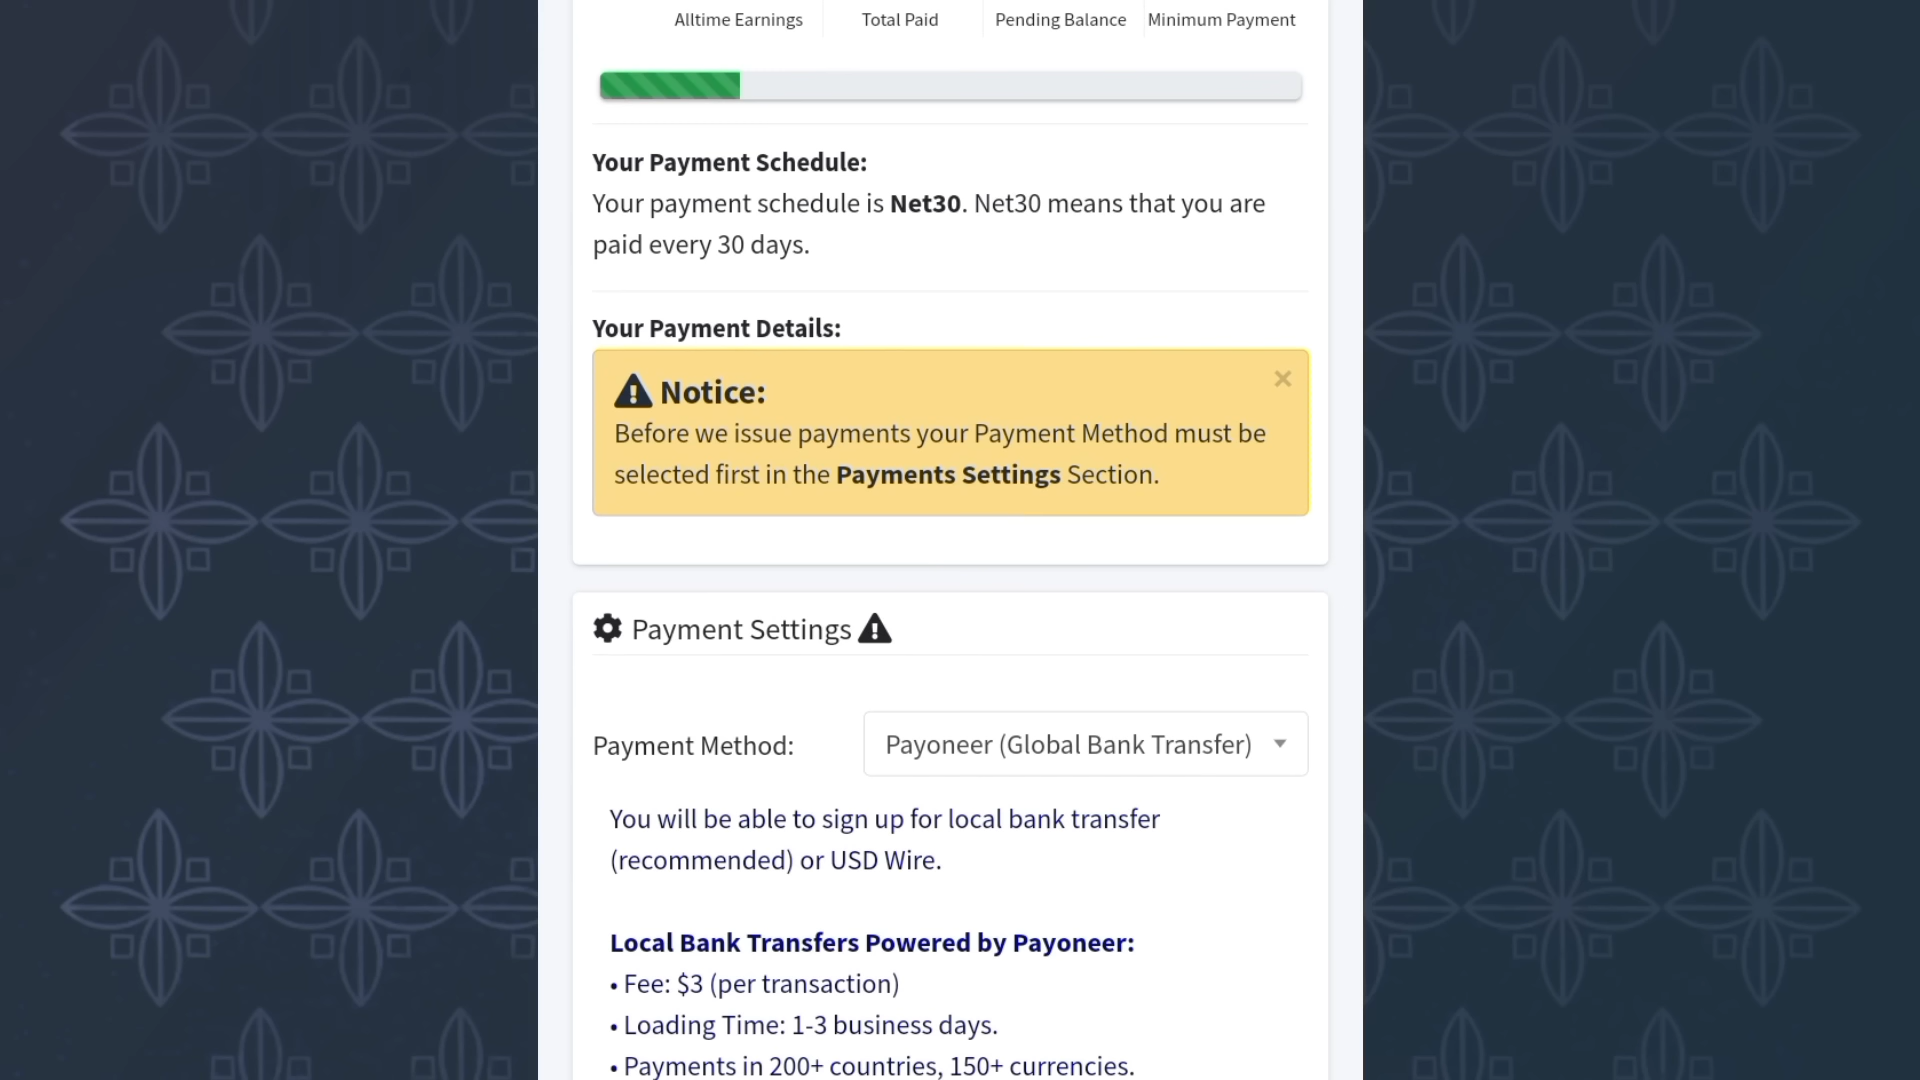 Alltime Earnings Total Paid Pending Balance Minimum Payment
Your Payment Schedule:
Your payment schedule is Net30. Net30 means that you are
paid every 30 days.
Your Payment Details:
Notice:
Before we issue payments your Payment Method must be
selected first in the Payments Settings Section.
Payment Settings
Payment Method: Payoneer (Global Bank Transfer)
You will be able to sign up for local bank transfer
(recommended) or USD Wire.
Local Bank Transfers Powered by Payoneer:
• Fee: $3 (per transaction)
• Loading Time: 1-3 business days.
• Payments in 200+ countries, 150+ currencies.